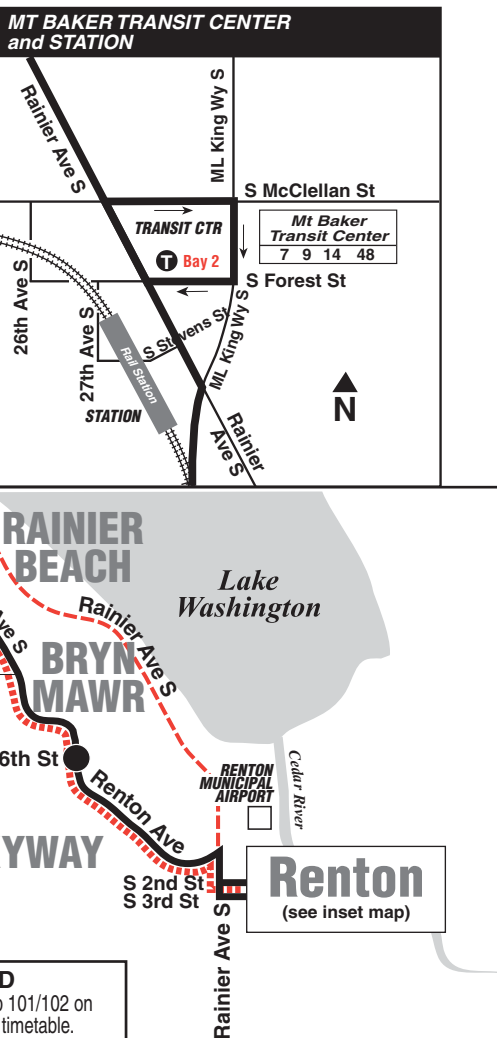 MT BAKER TRANSIT CENTER
and STATION
Rainier Ave S
ML King Wy S
S McClellan St
TRANSIT CTR
Mt Baker
Transit Center
7 9 14 48
T Bay 2
S Forest St
26th Ave S
27th Ave S
S Stevens St
ML King Wy S
Rail Station
STATION
Rainier
Ave S
N
RAINIER
BEACH
Lake
Washington
Rainier Ave S
Ave S
BRYN
MAWR
6th St
RENTON
MUNICIPAL
AIRPORT
Cedar River
Renton Ave
YWAY
S 2nd St
S 3rd St
Renton
(see inset map)
Rainier Ave S
D
o 101/102 on
timetable.